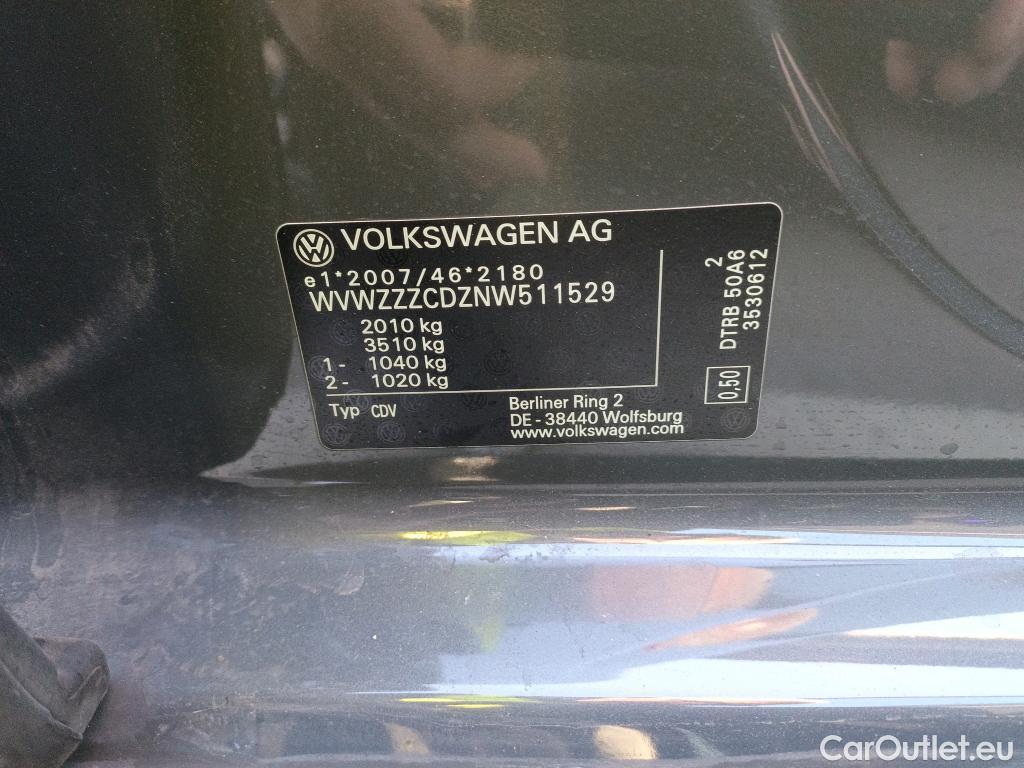 VOLKSWAGEN AG
e1*2007/46*2180
WVWZZZCDZNW511529
2010 kg
3510 kg
1 - 1040 kg
2 - 1020 kg
Typ CDV
Berliner Ring 2
DE - 38440 Wolfsburg
www.volkswagen.com
2
DTRB 50A6
3530612
0,50
CarOutlet.eu